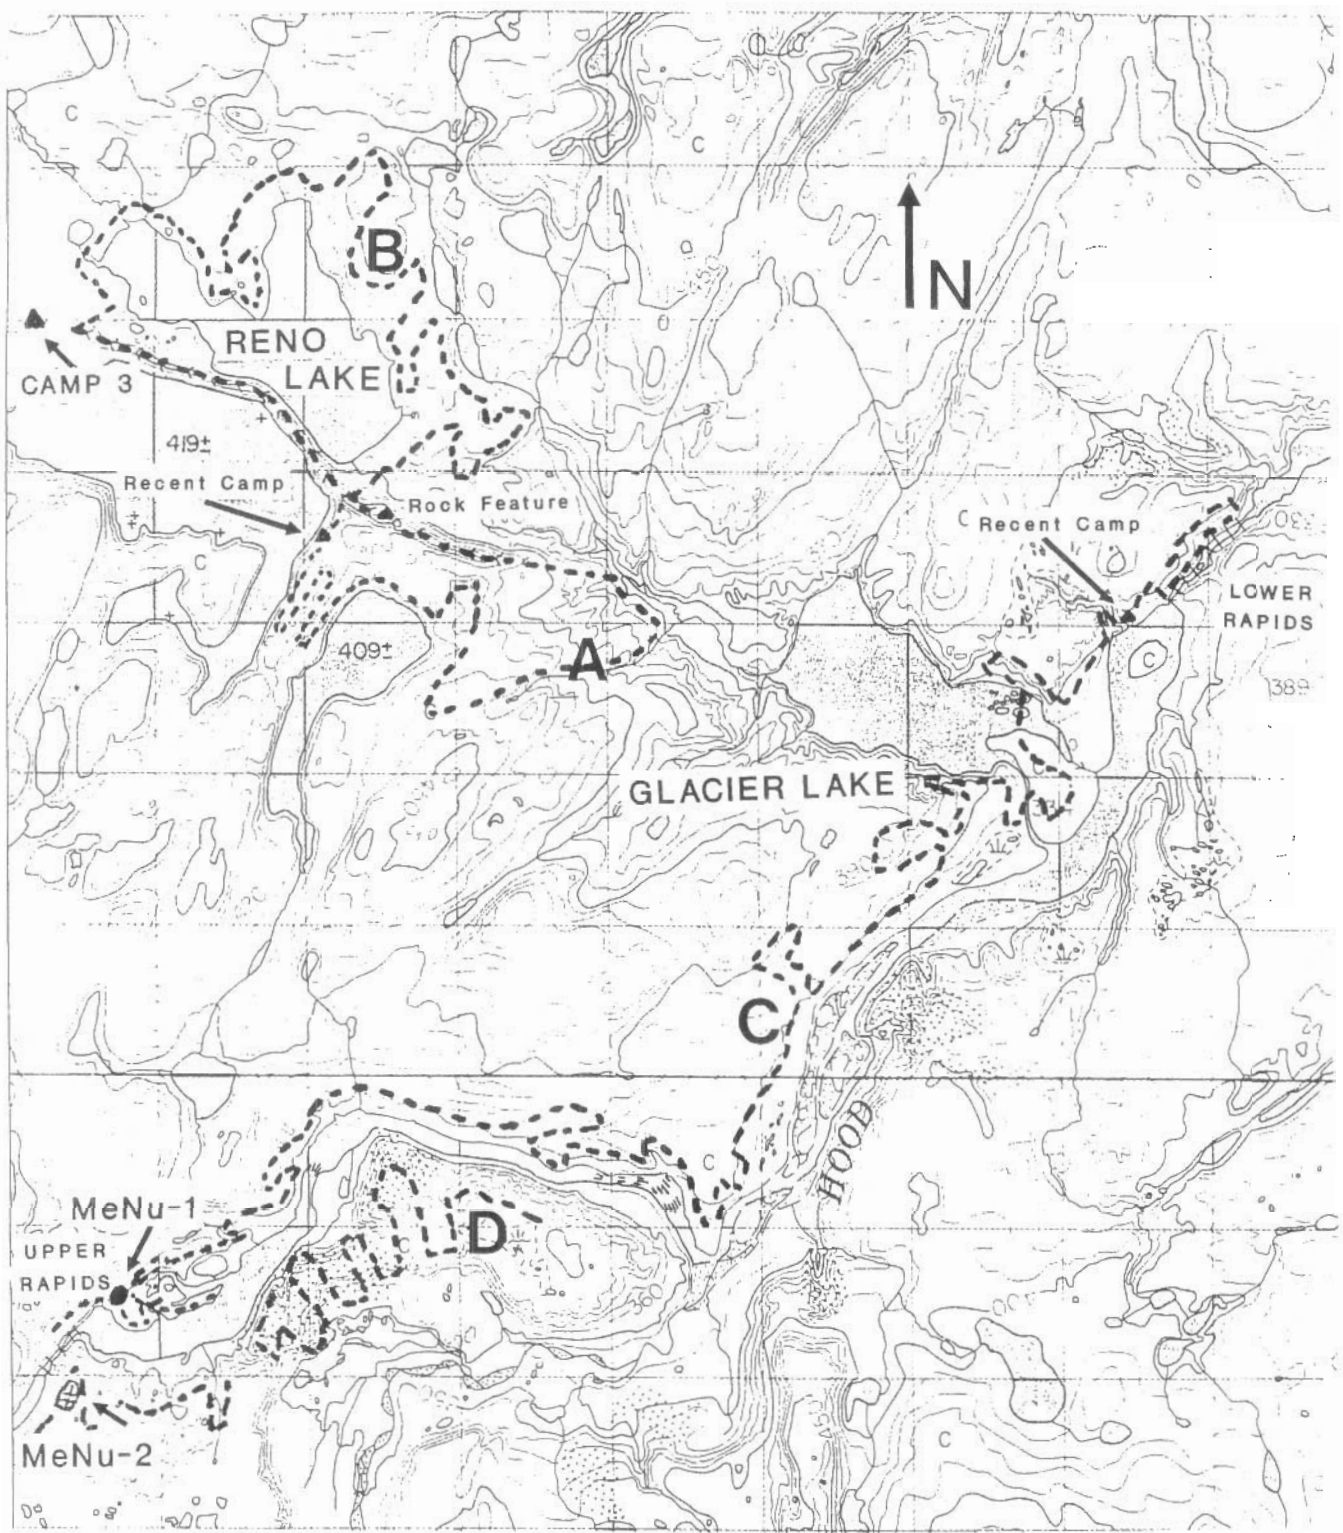 C
C
B
N
RENO
LAKE
CAMP 3
419±
Recent Camp
Rock Feature
C
Recent Camp
C
LOWER
RAPIDS
409±
A
C
389
GLACIER LAKE
C
C
HOOD
MeNu-1
UPPER
RAPIDS
D
MeNu-2
C